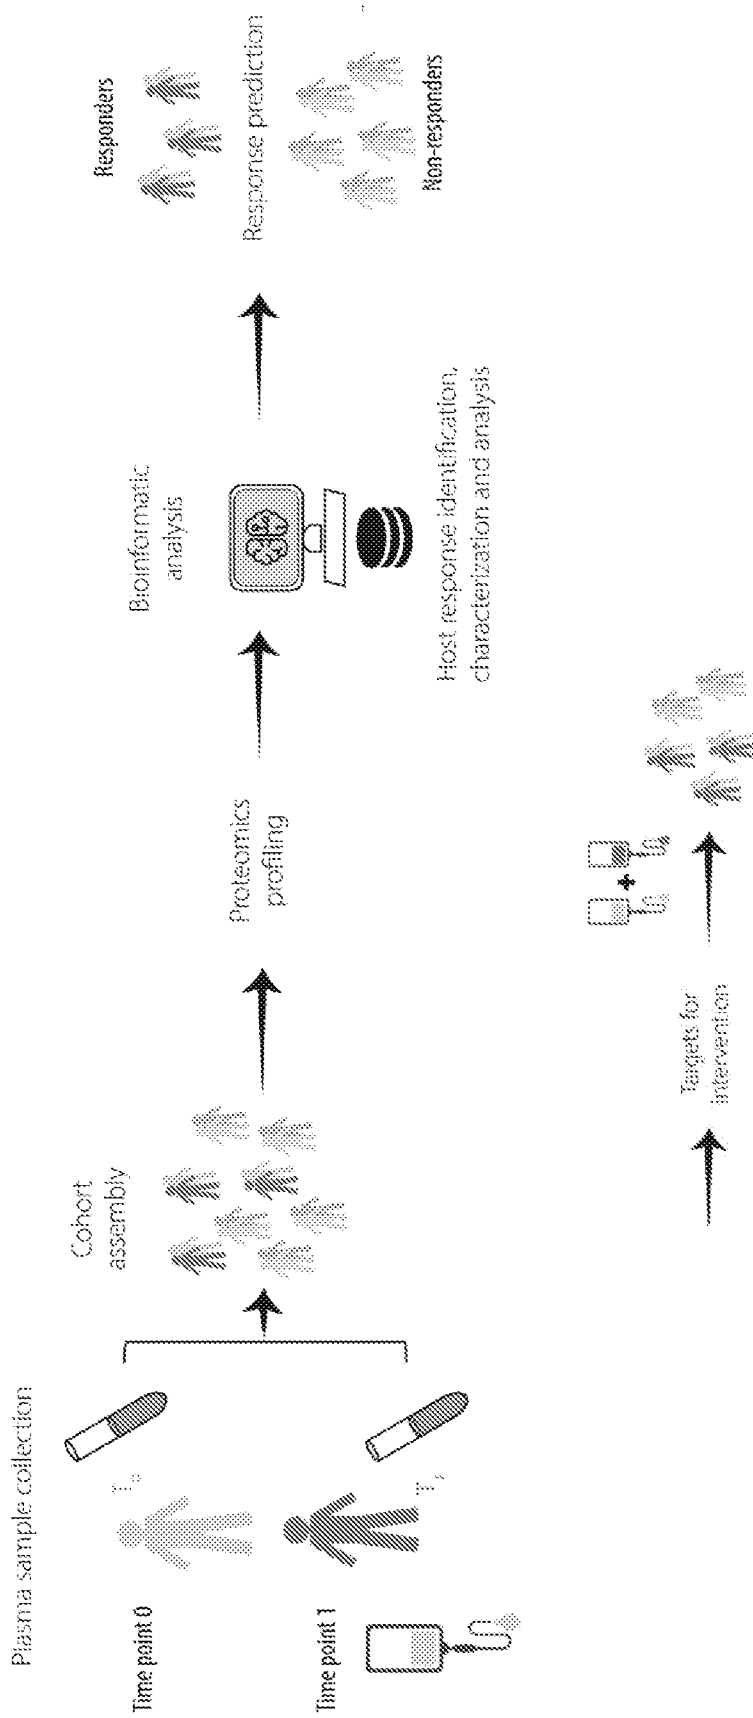 Plasma sample collection
Time point 0
T₀
Time point 1
Cohort
assembly
Proteomics
profiling
Bioinformatic
analysis
Host response identification,
characterization and analysis
Responders
Response prediction
Non-responders
Targets for
intervention
+